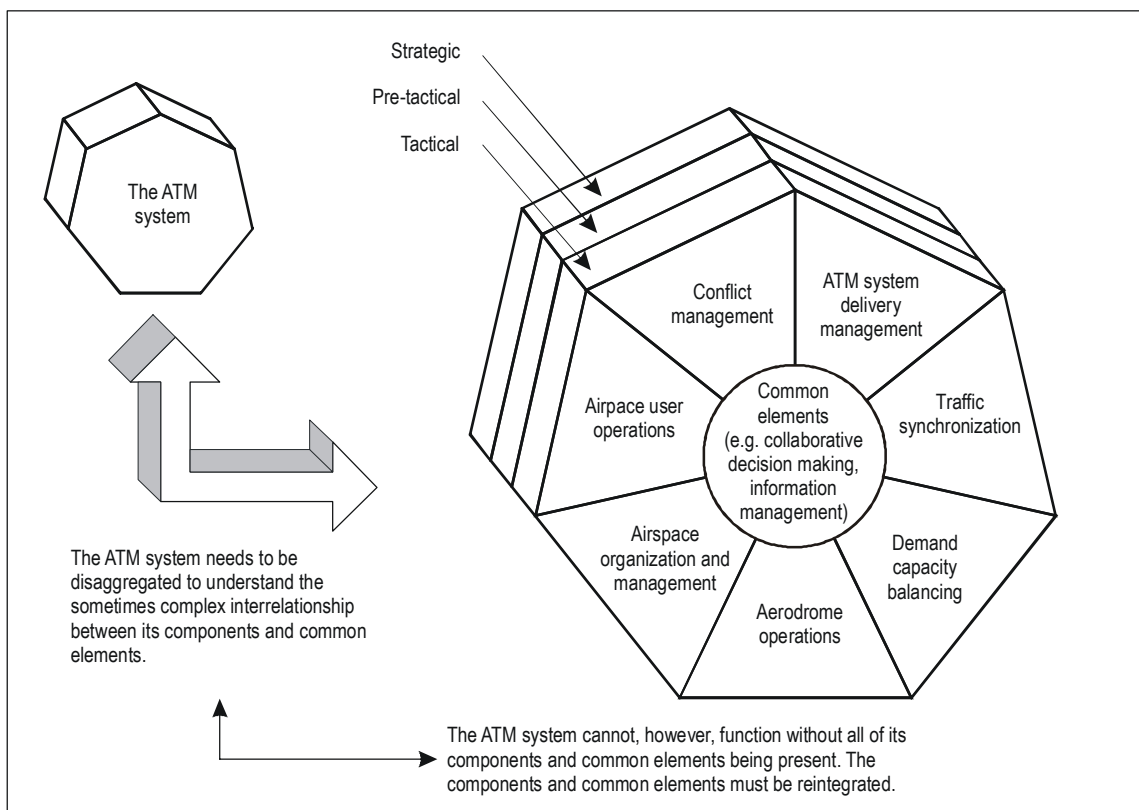 Strategic
Pre-tactical
Tactical
The ATM
system
Conflict
management
ATM system
delivery
management
Airpace user
operations
Common
elements
(e.g. collaborative
decision making,
information
management)
Traffic
synchronization
Airspace
organization and
management
Demand
capacity
balancing
Aerodrome
operations
The ATM system needs to be
disaggregated to understand the
sometimes complex interrelationship
between its components and common
elements.
The ATM system cannot, however, function without all of its
components and common elements being present. The
components and common elements must be reintegrated.